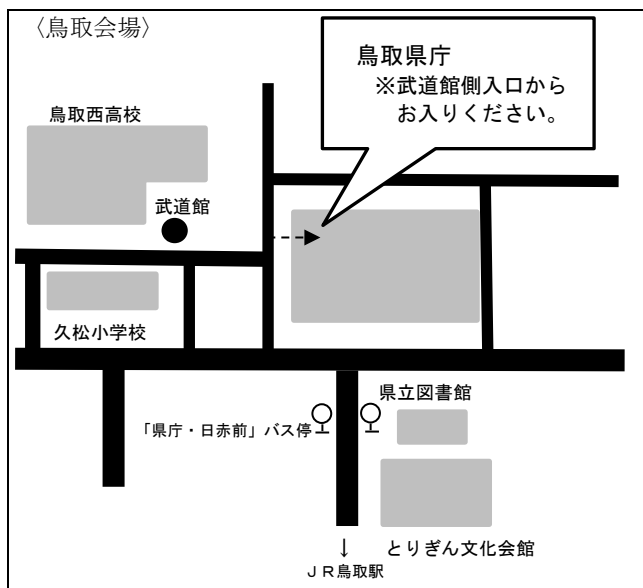 〈鳥取会場〉
鳥取県庁
※武道館側入口から
お入りください。
鳥取西高校
武道館
久松小学校
県立図書館
「県庁・日赤前」バス停
とりぎん文化会館
↓
ＪＲ鳥取駅